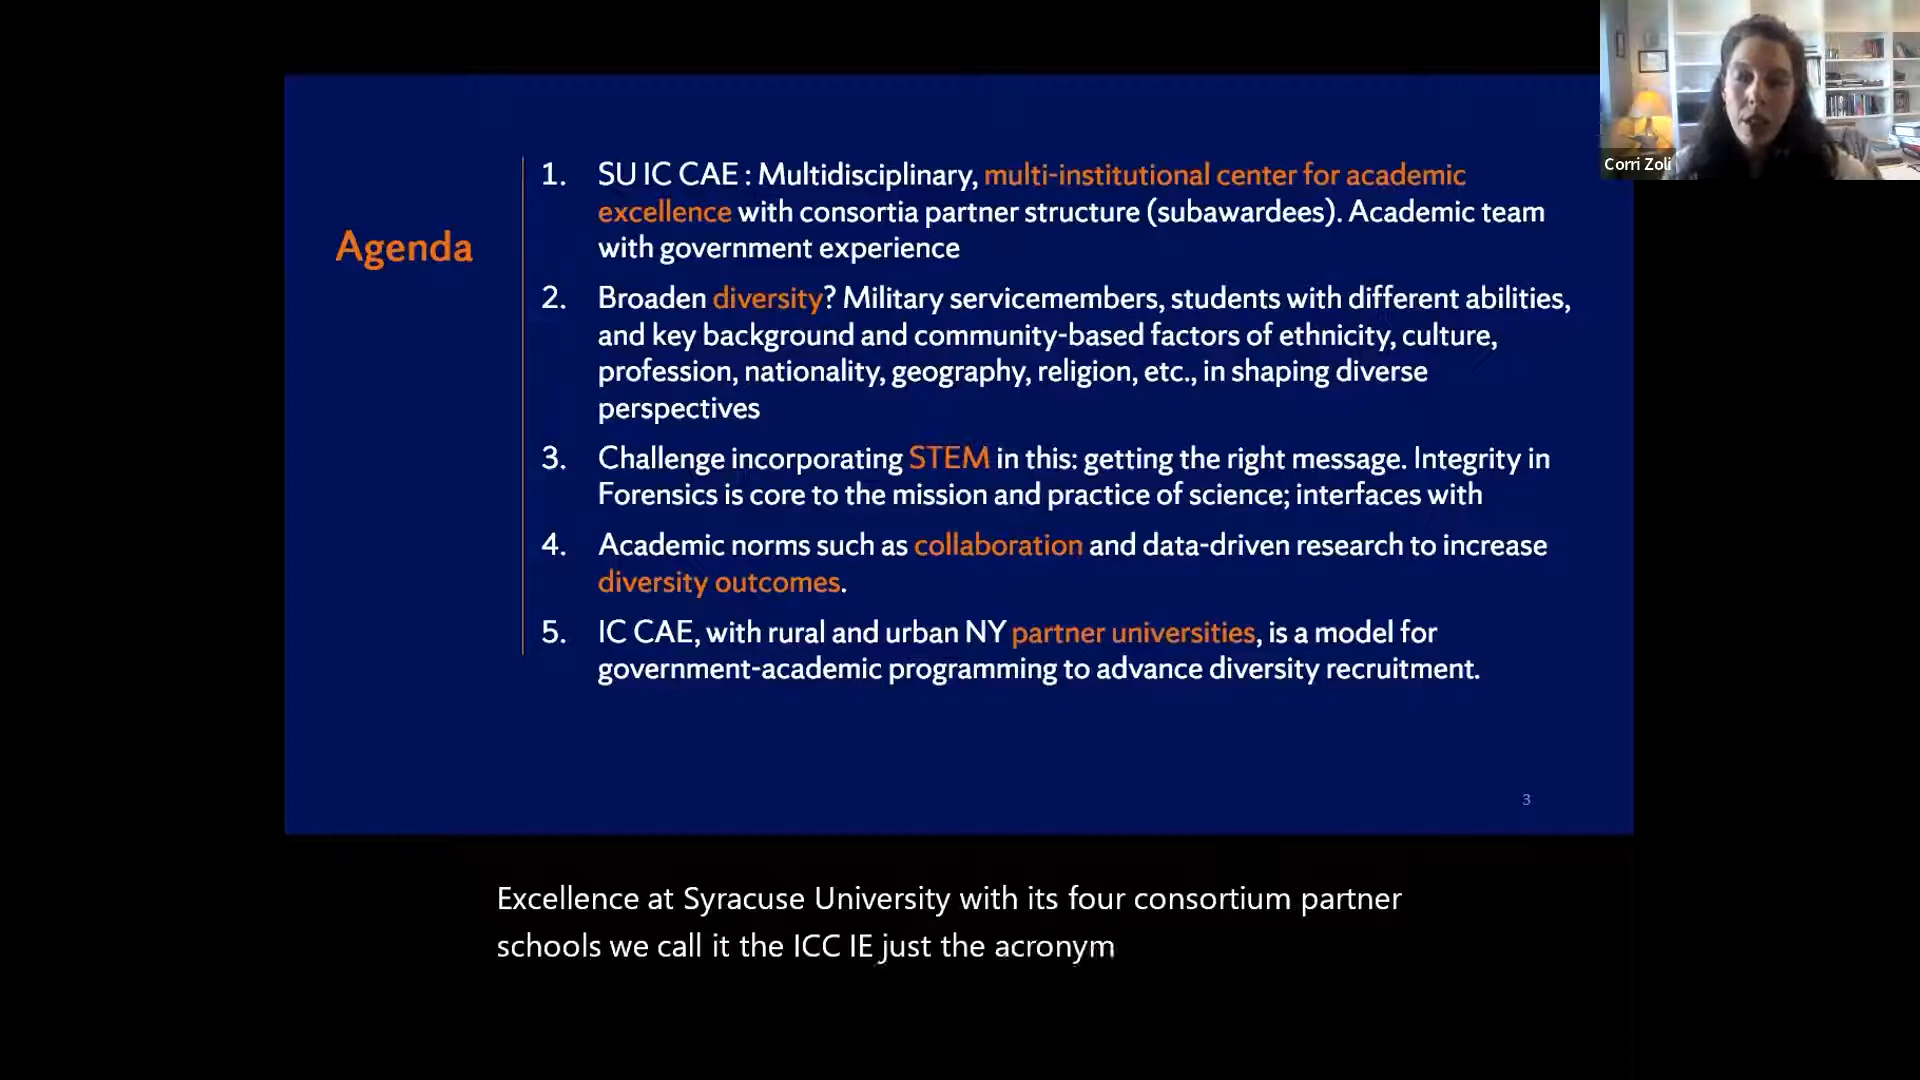 Corri Zoli
Agenda
1. SU IC CAE : Multidisciplinary, multi-institutional center for academic
excellence with consortia partner structure (subawardees). Academic team
with government experience
2. Broaden diversity? Military servicemembers, students with different abilities,
and key background and community-based factors of ethnicity, culture,
profession, nationality, geography, religion, etc., in shaping diverse
perspectives
3. Challenge incorporating STEM in this: getting the right message. Integrity in
Forensics is core to the mission and practice of science; interfaces with
4. Academic norms such as collaboration and data-driven research to increase
diversity outcomes.
5. IC CAE, with rural and urban NY partner universities, is a model for
government-academic programming to advance diversity recruitment.
3
Excellence at Syracuse University with its four consortium partner
schools we call it the ICC IE just the acronym